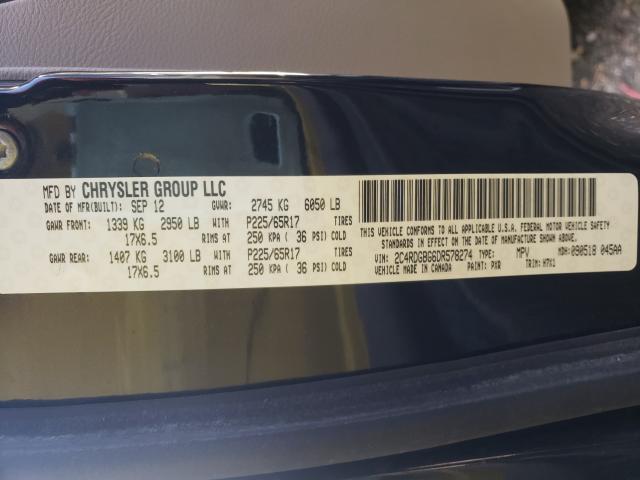 MFD BY CHRYSLER GROUP LLC
DATE OF MFR(BUILT): SEP 12 GVWR: 2745 KG 6050 LB
GAWR FRONT: 1339 KG 2950 LB WITH P225/65R17 TIRES
17X6.5 RIMS AT 250 KPA ( 36 PSI) COLD
GAWR REAR: 1407 KG 3100 LB WITH P225/65R17 TIRES
17X6.5 RIMS AT 250 KPA ( 36 PSI) COLD
THIS VEHICLE CONFORMS TO ALL APPLICABLE U.S.A. FEDERAL MOTOR VEHICLE SAFETY
STANDARDS IN EFFECT ON THE DATE OF MANUFACTURE SHOWN ABOVE.
VIN: 2C4RDGBG6DR578274 TYPE: MPV MDH: 090518 045AA
VEHICLE MADE IN CANADA PAINT: PXR TRIM: H7X1